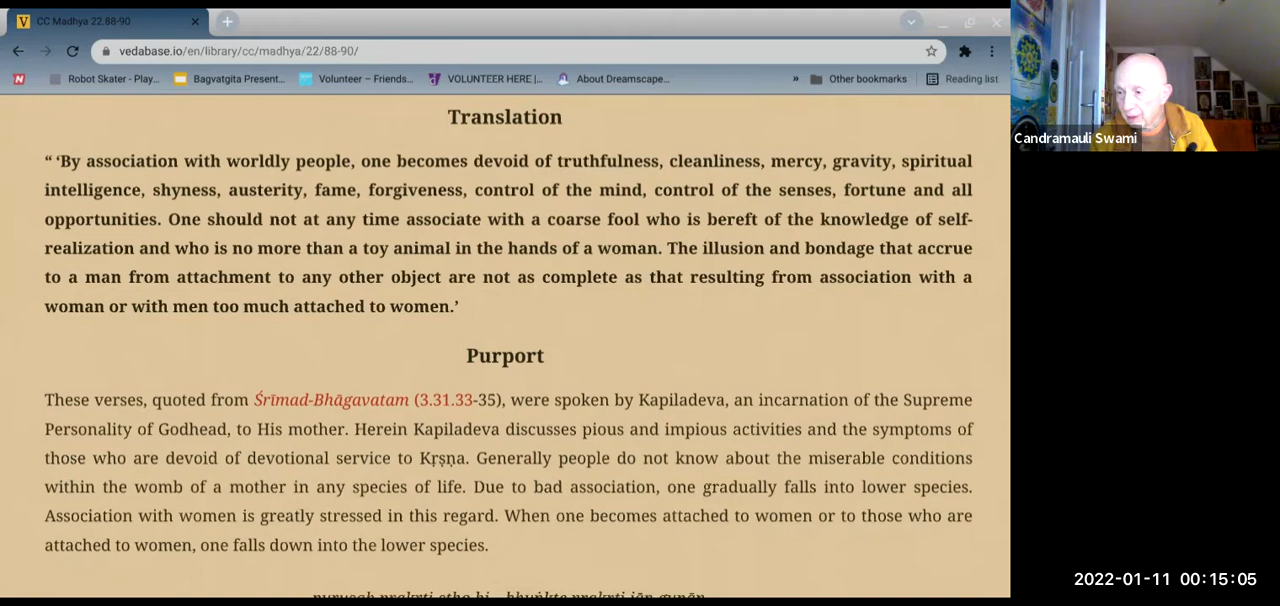 CC Madhya 22.88-90
vedabase.io/en/library/cc/madhya/22/88-90/
Robot Skater - Play... Bagvatgita Present... Volunteer – Friends... VOLUNTEER HERE |... About Dreamscape... » Other bookmarks Reading list
Translation
“ ‘By association with worldly people, one becomes devoid of truthfulness, cleanliness, mercy, gravity, spiritual
intelligence, shyness, austerity, fame, forgiveness, control of the mind, control of the senses, fortune and all
opportunities. One should not at any time associate with a coarse fool who is bereft of the knowledge of self-
realization and who is no more than a toy animal in the hands of a woman. The illusion and bondage that accrue
to a man from attachment to any other object are not as complete as that resulting from association with a
woman or with men too much attached to women.’
Purport
These verses, quoted from Śrīmad-Bhāgavatam (3.31.33-35), were spoken by Kapiladeva, an incarnation of the Supreme
Personality of Godhead, to His mother. Herein Kapiladeva discusses pious and impious activities and the symptoms of
those who are devoid of devotional service to Kṛṣṇa. Generally people do not know about the miserable conditions
within the womb of a mother in any species of life. Due to bad association, one gradually falls into lower species.
Association with women is greatly stressed in this regard. When one becomes attached to women or to those who are
attached to women, one falls down into the lower species.
Candramauli Swami
2022-01-11 00:15:05